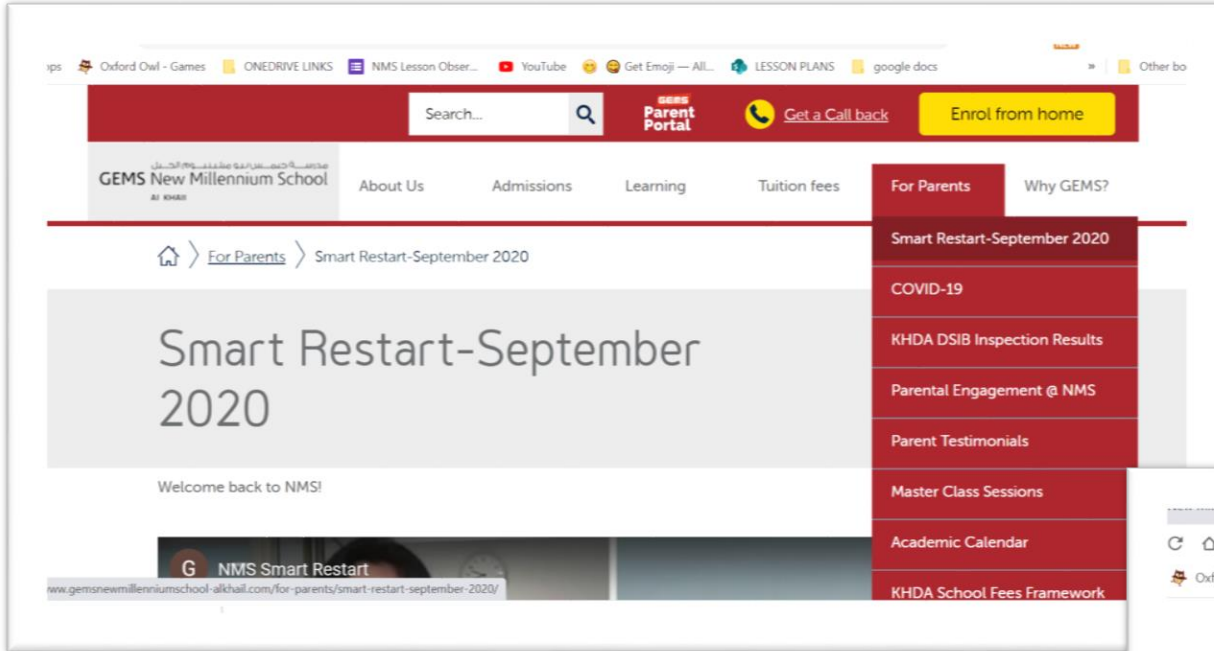 Oxford Owl - Games ONEDRIVE LINKS NMS Lesson Obser... YouTube Get Emoji — All... LESSON PLANS google docs » Other bo
Search... GEMS Parent Portal Get a Call back Enrol from home
GEMS New Millennium School
AL KHAIL
About Us Admissions Learning Tuition fees For Parents Why GEMS?
For Parents Smart Restart-September 2020
Smart Restart-September
2020
Welcome back to NMS!
G NMS Smart Restart
www.gemsnewmillenniumschool-alkhail.com/for-parents/smart-restart-september-2020/
Smart Restart-September 2020
COVID-19
KHDA DSIB Inspection Results
Parental Engagement @ NMS
Parent Testimonials
Master Class Sessions
Academic Calendar
KHDA School Fees Framework